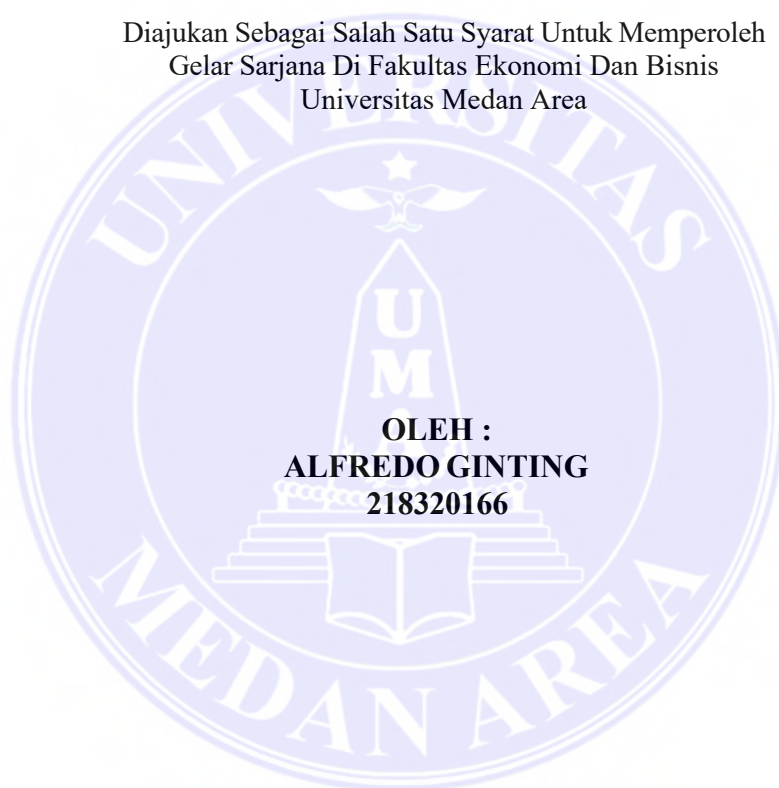 Diajukan Sebagai Salah Satu Syarat Untuk Memperoleh
Gelar Sarjana Di Fakultas Ekonomi Dan Bisnis
Universitas Medan Area
UNIVERSITAS
U
M
A
OLEH :
ALFREDO GINTING
218320166
MEDAN AREA